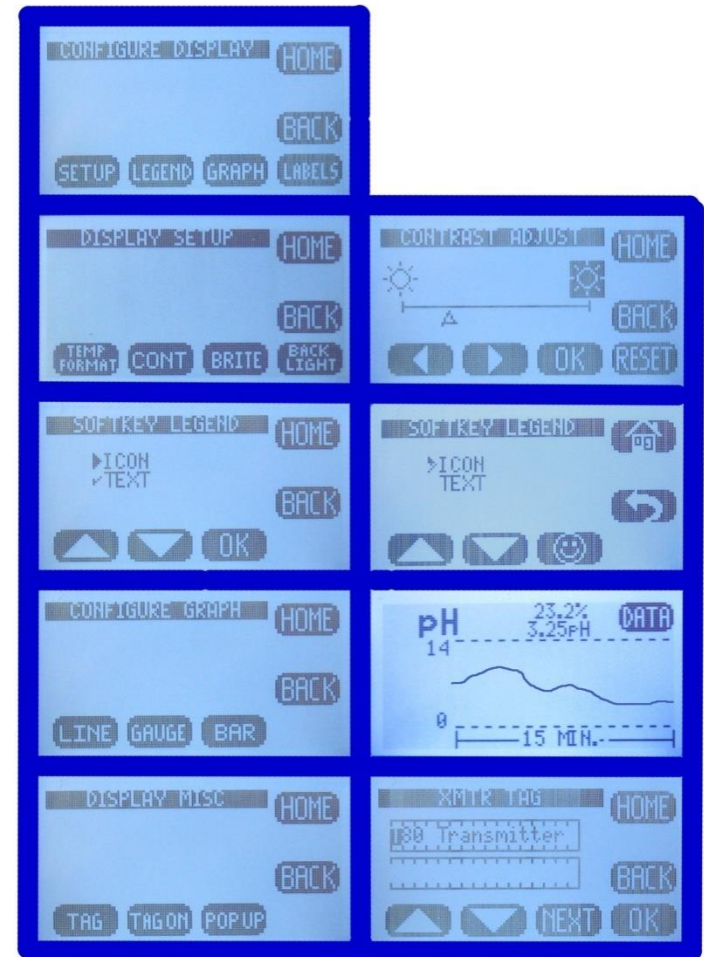 CONFIGURE DISPLAY HOME
BACK
SETUP LEGEND GRAPH LABELS
DISPLAY SETUP HOME
BACK
TEMP FORMAT CONT BRITE BACK LIGHT
CONTRAST ADJUST HOME
BACK
OK RESET
SOFTKEY LEGEND HOME
ICON
TEXT
BACK
OK
SOFTKEY LEGEND
ICON
TEXT
CONFIGURE GRAPH HOME
BACK
LINE GAUGE BAR
pH 23.2% DATA
3.25pH
14
0
15 MIN.
DISPLAY MISC HOME
BACK
TAG TAG ON POP UP
XMTR TAG HOME
T80 Transmitter
BACK
NEXT OK